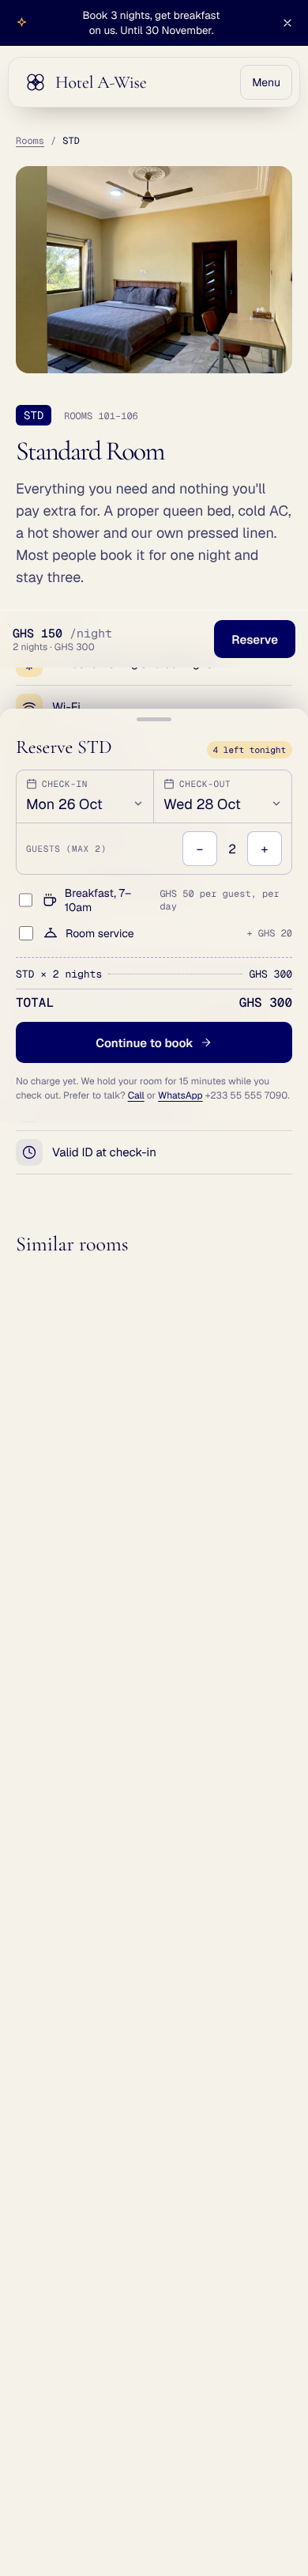 Book 3 nights, get breakfast
on us. Until 30 November.
Hotel A-Wise
Menu
Rooms / STD
STD
ROOMS 101–106
Standard Room
Everything you need and nothing you'll
pay extra for. A proper queen bed, cold AC,
a hot shower and our own pressed linen.
Most people book it for one night and
stay three.
GHS 150 /night
2 nights · GHS 300
Reserve
Wi-Fi
Reserve STD
4 left tonight
CHECK-IN
Mon 26 Oct
CHECK-OUT
Wed 28 Oct
GUESTS (MAX 2)
− 2 +
Breakfast, 7–
10am
GHS 50 per guest, per
day
Room service
+ GHS 20
STD × 2 nights
GHS 300
TOTAL
GHS 300
Continue to book →
No charge yet. We hold your room for 15 minutes while you
check out. Prefer to talk? Call or WhatsApp +233 55 555 7090.
Valid ID at check-in
Similar rooms